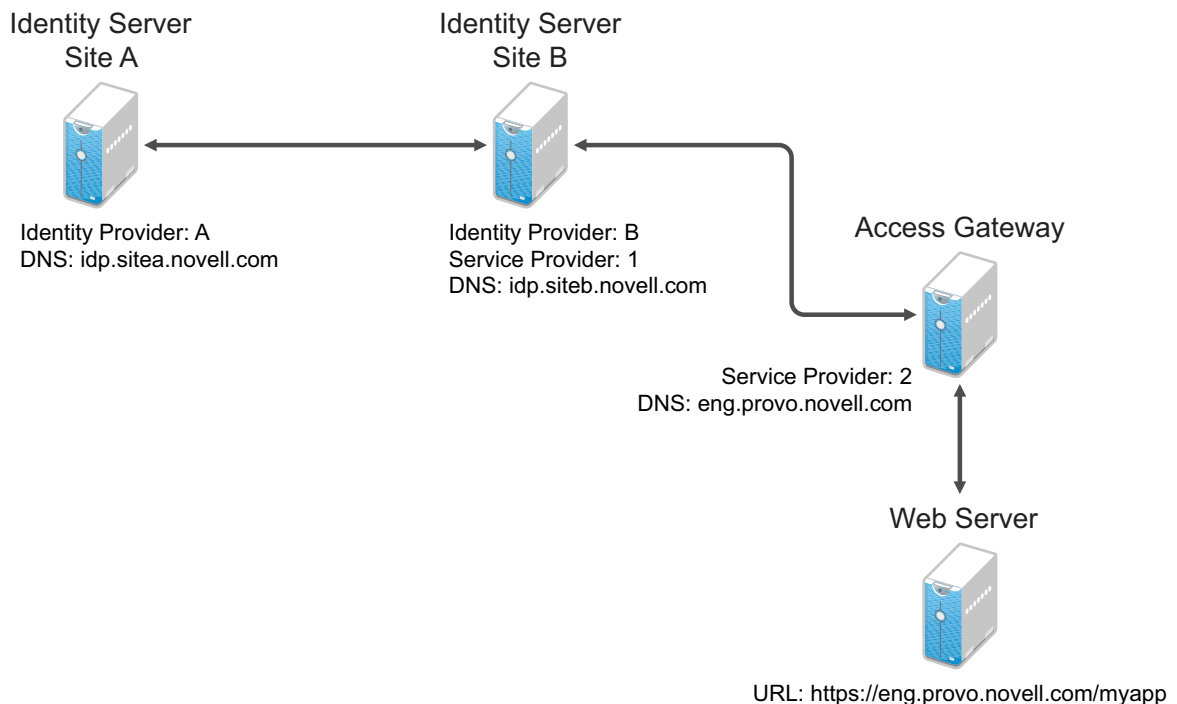 Identity Server
Site A
Identity Server
Site B
Identity Provider: A
DNS: idp.sitea.novell.com
Identity Provider: B
Service Provider: 1
DNS: idp.siteb.novell.com
Access Gateway
Service Provider: 2
DNS: eng.provo.novell.com
Web Server
URL: https://eng.provo.novell.com/myapp